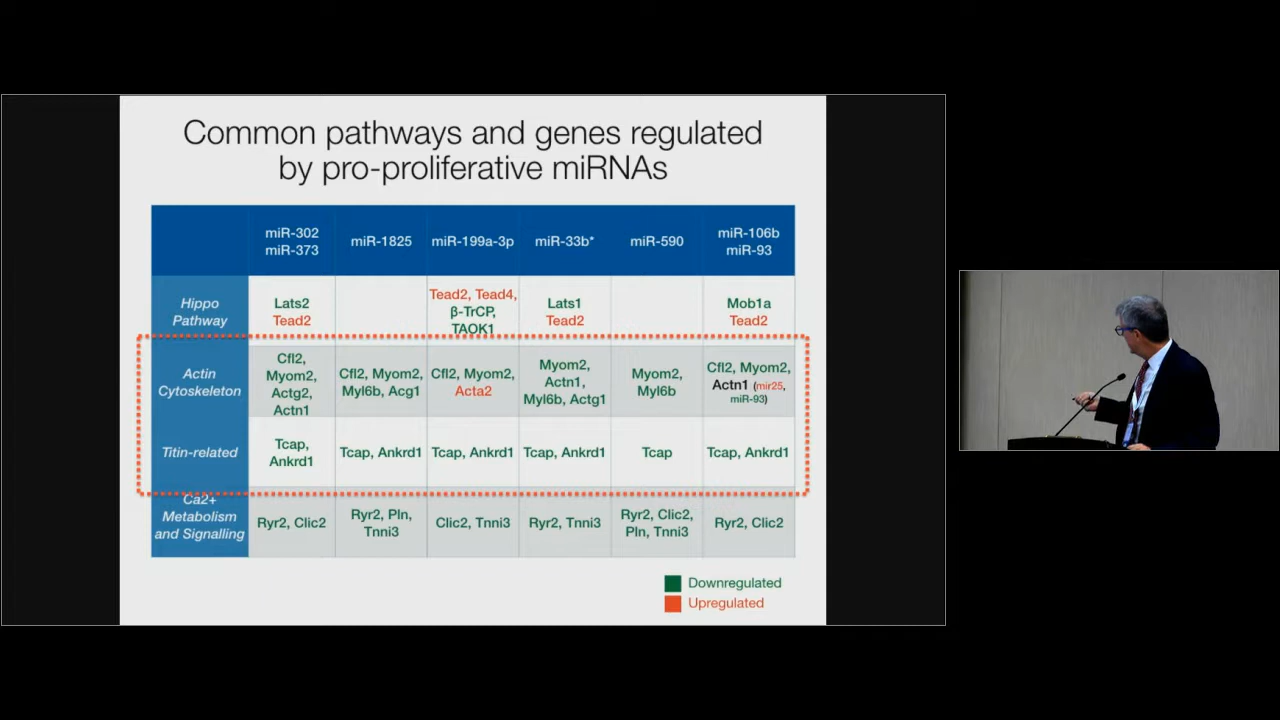 Common pathways and genes regulated
by pro-proliferative miRNAs
miR-302
miR-373
miR-1825
miR-199a-3p
miR-33b*
miR-590
miR-106b
miR-93
Hippo
Pathway
Lats2
Tead2
Tead2, Tead4,
β-TrCP,
TAOK1
Lats1
Tead2
Mob1a
Tead2
Actin
Cytoskeleton
Cfl2,
Myom2,
Actg2,
Actn1
Cfl2, Myom2,
Myl6b, Acg1
Cfl2, Myom2,
Acta2
Myom2,
Actn1,
Myl6b, Actg1
Myom2,
Myl6b
Cfl2, Myom2,
Actn1 (mir25,
miR-93)
Titin-related
Tcap,
Ankrd1
Tcap, Ankrd1
Tcap, Ankrd1
Tcap, Ankrd1
Tcap
Tcap, Ankrd1
Ca2+
Metabolism
and Signalling
Ryr2, Clic2
Ryr2, Pln,
Tnni3
Clic2, Tnni3
Ryr2, Tnni3
Ryr2, Clic2,
Pln, Tnni3
Ryr2, Clic2
Downregulated
Upregulated